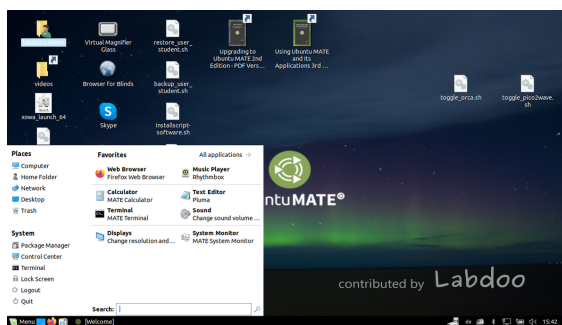 Virtual Magnifier
Glass
restore_user_
student.sh
Upgrading to
Ubuntu MATE 2nd
Edition - PDF Vers...
Using Ubuntu MATE
and its
Applications 3rd ...
videos
Browser for Blinds
backup_user_
student.sh
toggle_orca.sh
toggle_pico2wave.
sh
xowa_launch_64
Skype
installscript-
software.sh
Places
Computer
Home Folder
Network
Desktop
Trash
System
Package Manager
Control Center
Terminal
Lock Screen
Logout
Quit
Favorites
All applications
Web Browser
Firefox Web Browser
Music Player
Rhythmbox
Calculator
MATE Calculator
Text Editor
Pluma
Terminal
MATE Terminal
Sound
Change sound volume ...
Displays
Change resolution and...
System Monitor
MATE System Monitor
Search:
ntu MATE
contributed by Labdoo
Menu
[Welcome]
de
15:42